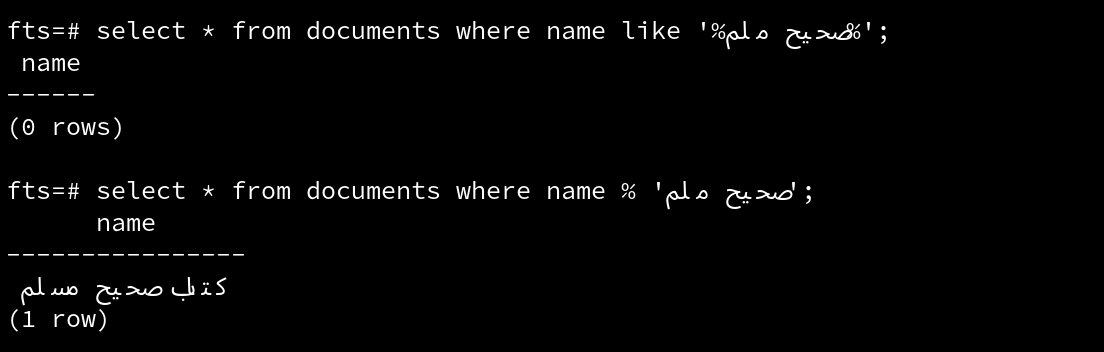 fts=# select * from documents where name like '%صحيح ملم%';
name
------
(0 rows)
fts=# select * from documents where name % 'صحيح ملم';
name
----------------
كتاب صحيح مسلم
(1 row)